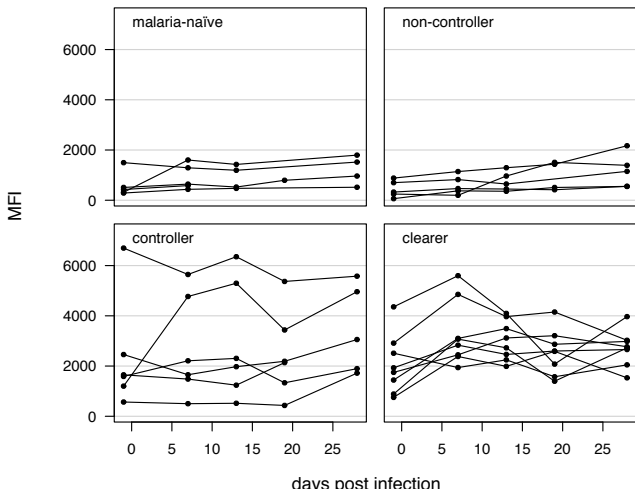 malaria-naïve
non-controller
6000
4000
2000
0
MFI
controller
clearer
6000
4000
2000
0
0 5 10 15 20 25
0 5 10 15 20 25
days post infection